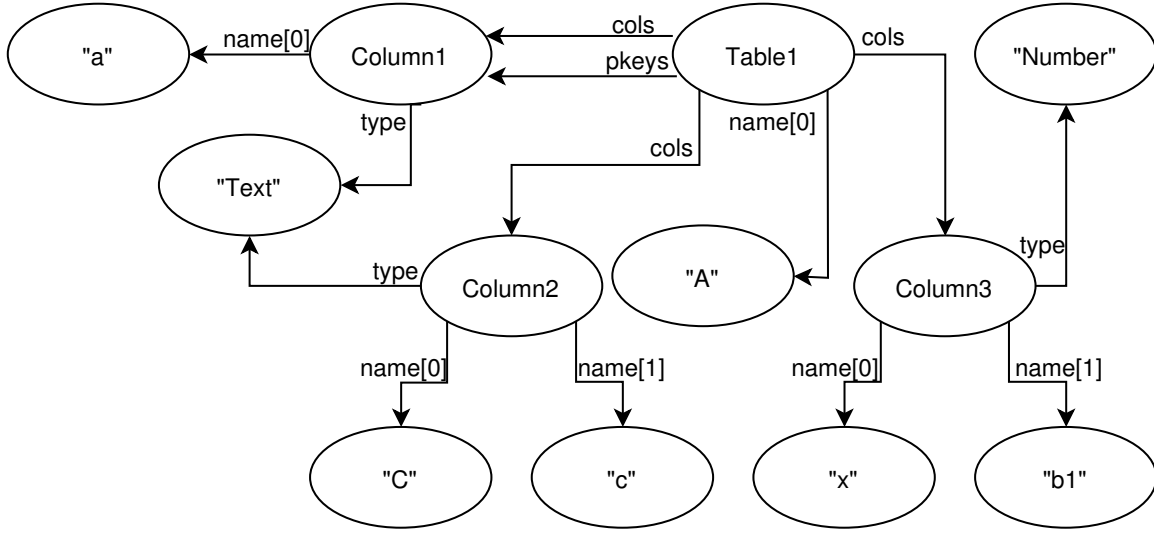 cols
"a"
name[0]
Column1
Table1
cols
"Number"
pkeys
type
name[0]
cols
"Text"
type
type
Column2
"A"
Column3
name[0]
name[1]
name[0]
name[1]
"C"
"c"
"x"
"b1"